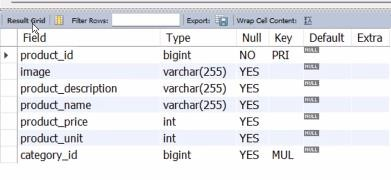 Result Grid Filter Rows: Export: Wrap Cell Content:
Field Type Null Key Default Extra
product_id bigint NO PRI NULL
image varchar(255) YES NULL
product_description varchar(255) YES NULL
product_name varchar(255) YES NULL
product_price int YES NULL
product_unit int YES NULL
category_id bigint YES MUL NULL